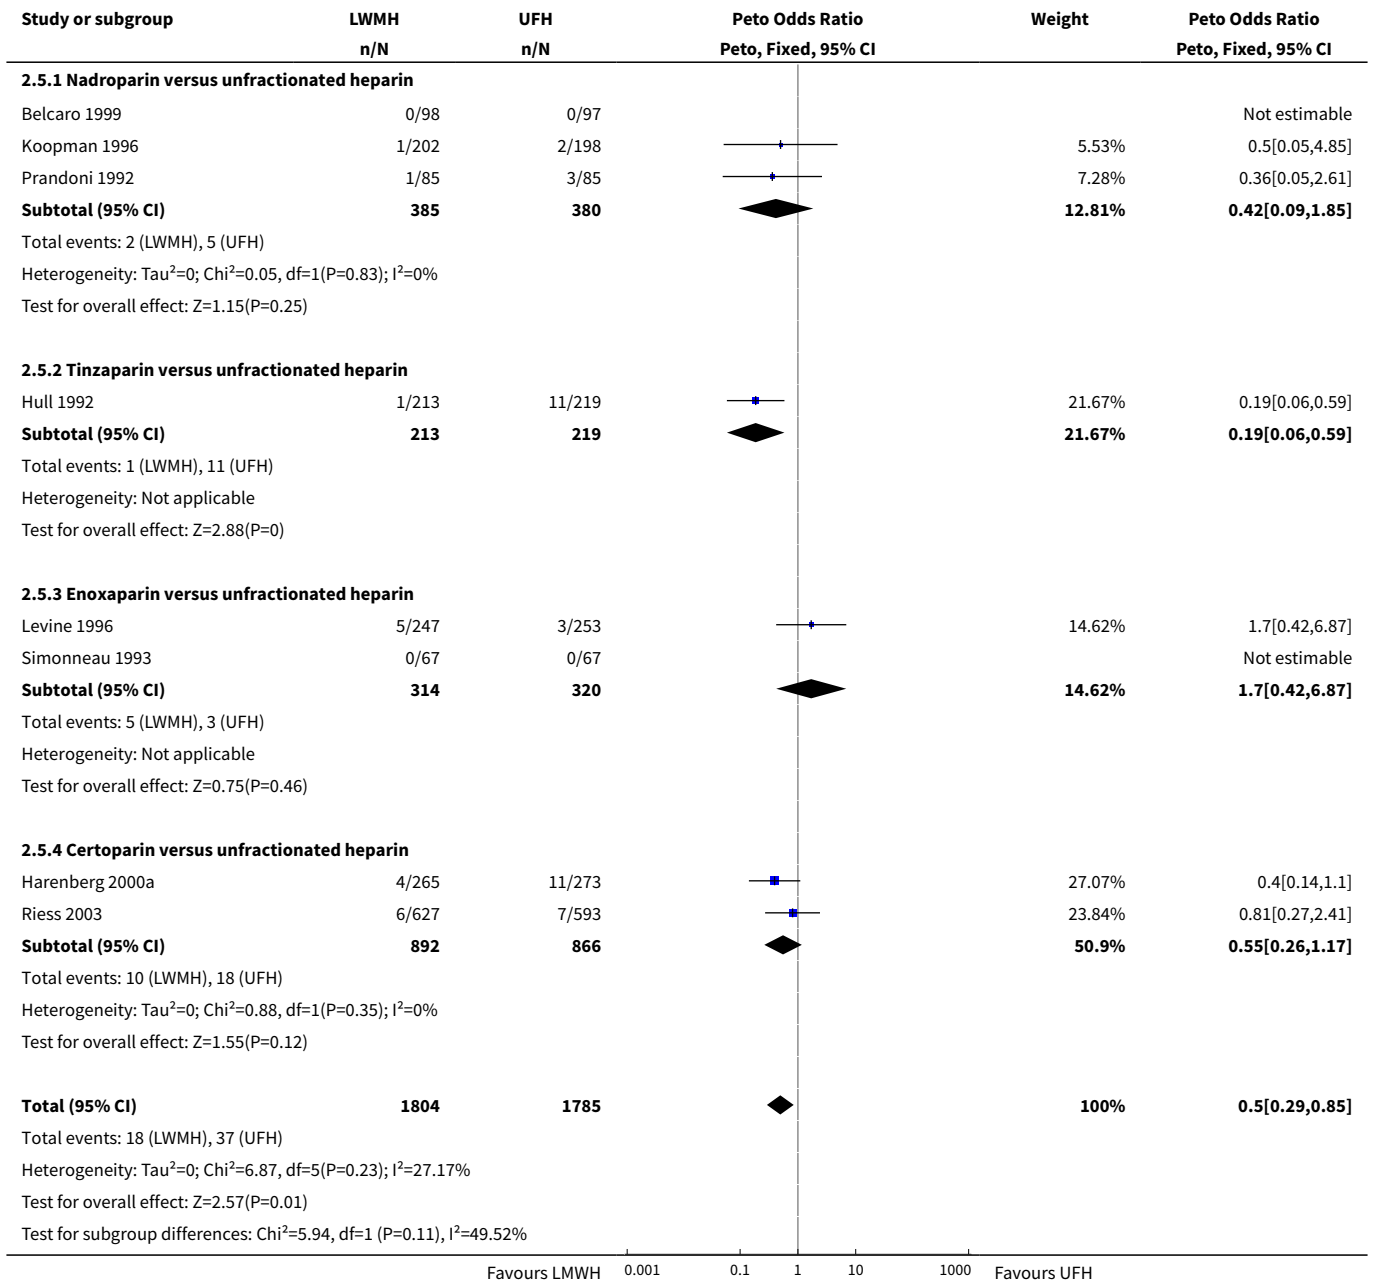 Study or subgroup LWMH UFH Peto Odds Ratio Weight Peto Odds Ratio
n/N n/N Peto, Fixed, 95% CI Peto, Fixed, 95% CI
2.5.1 Nadroparin versus unfractionated heparin
Belcaro 1999 0/98 0/97 Not estimable
Koopman 1996 1/202 2/198 5.53% 0.5[0.05,4.85]
Prandoni 1992 1/85 3/85 7.28% 0.36[0.05,2.61]
Subtotal (95% CI) 385 380 12.81% 0.42[0.09,1.85]
Total events: 2 (LWMH), 5 (UFH)
Heterogeneity: Tau²=0; Chi²=0.05, df=1(P=0.83); I²=0%
Test for overall effect: Z=1.15(P=0.25)
2.5.2 Tinzaparin versus unfractionated heparin
Hull 1992 1/213 11/219 21.67% 0.19[0.06,0.59]
Subtotal (95% CI) 213 219 21.67% 0.19[0.06,0.59]
Total events: 1 (LWMH), 11 (UFH)
Heterogeneity: Not applicable
Test for overall effect: Z=2.88(P=0)
2.5.3 Enoxaparin versus unfractionated heparin
Levine 1996 5/247 3/253 14.62% 1.7[0.42,6.87]
Simonneau 1993 0/67 0/67 Not estimable
Subtotal (95% CI) 314 320 14.62% 1.7[0.42,6.87]
Total events: 5 (LWMH), 3 (UFH)
Heterogeneity: Not applicable
Test for overall effect: Z=0.75(P=0.46)
2.5.4 Certoparin versus unfractionated heparin
Harenberg 2000a 4/265 11/273 27.07% 0.4[0.14,1.1]
Riess 2003 6/627 7/593 23.84% 0.81[0.27,2.41]
Subtotal (95% CI) 892 866 50.9% 0.55[0.26,1.17]
Total events: 10 (LWMH), 18 (UFH)
Heterogeneity: Tau²=0; Chi²=0.88, df=1(P=0.35); I²=0%
Test for overall effect: Z=1.55(P=0.12)
Total (95% CI) 1804 1785 100% 0.5[0.29,0.85]
Total events: 18 (LWMH), 37 (UFH)
Heterogeneity: Tau²=0; Chi²=6.87, df=5(P=0.23); I²=27.17%
Test for overall effect: Z=2.57(P=0.01)
Test for subgroup differences: Chi²=5.94, df=1 (P=0.11), I²=49.52%
Favours LMWH 0.001 0.1 1 10 1000 Favours UFH